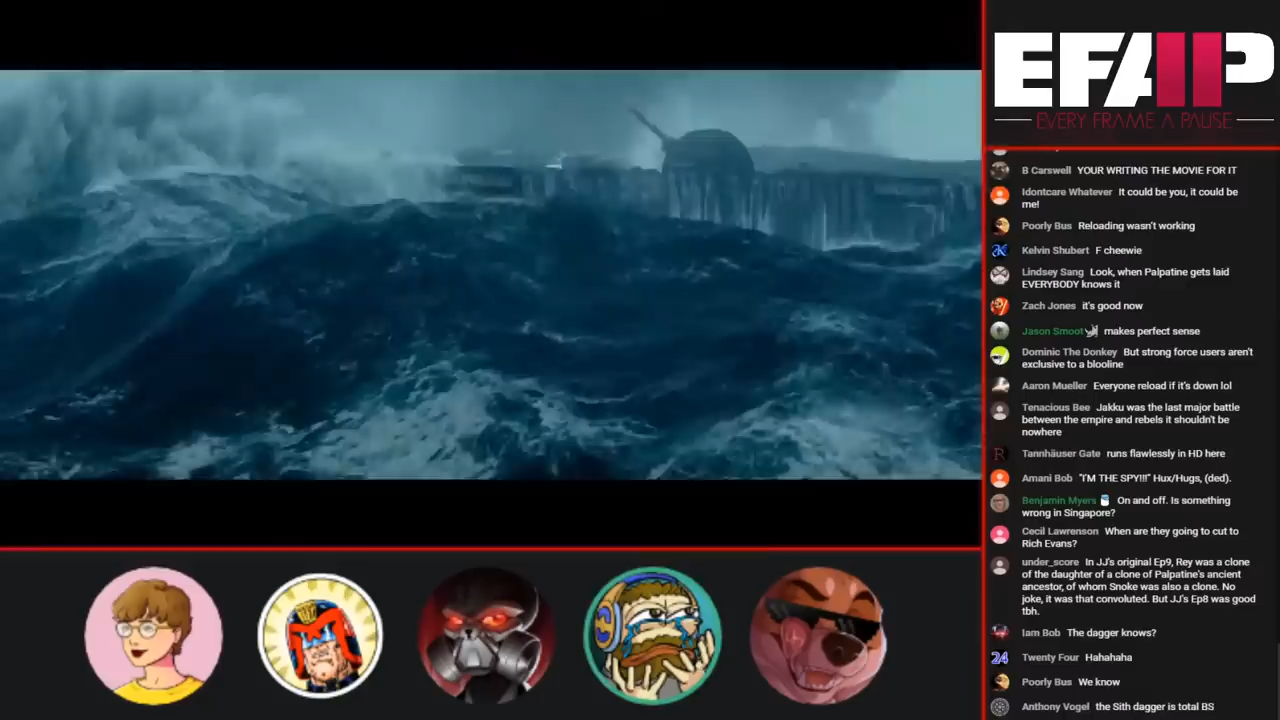 EFAP
EVERY FRAME A PAUSE
B Carswell YOUR WRITING THE MOVIE FOR IT
Idontcare Whatever It could be you, it could be
me!
Poorly Bus Reloading wasn't working
Kelvin Shubert F cheewie
Lindsey Sang Look, when Palpatine gets laid
EVERYBODY knows it
Zach Jones it's good now
Jason Smoot makes perfect sense
Dominic The Donkey But strong force users aren't
exclusive to a blooline
Aaron Mueller Everyone reload if it's down lol
Tenacious Bee Jakku was the last major battle
between the empire and rebels it shouldn't be
nowhere
R
Tannhäuser Gate runs flawlessly in HD here
Amani Bob "I'M THE SPY!!!" Hux/Hugs, (ded).
Benjamin Myers On and off. Is something
wrong in Singapore?
Cecil Lawrenson When are they going to cut to
Rich Evans?
under_score In JJ's original Ep9, Rey was a clone
of the daughter of a clone of Palpatine's ancient
ancestor, of whom Snoke was also a clone. No
joke, it was that convoluted. But JJ's Ep8 was good
tbh.
Iam Bob The dagger knows?
24 Twenty Four Hahahaha
Poorly Bus We know
Anthony Vogel the Sith dagger is total BS